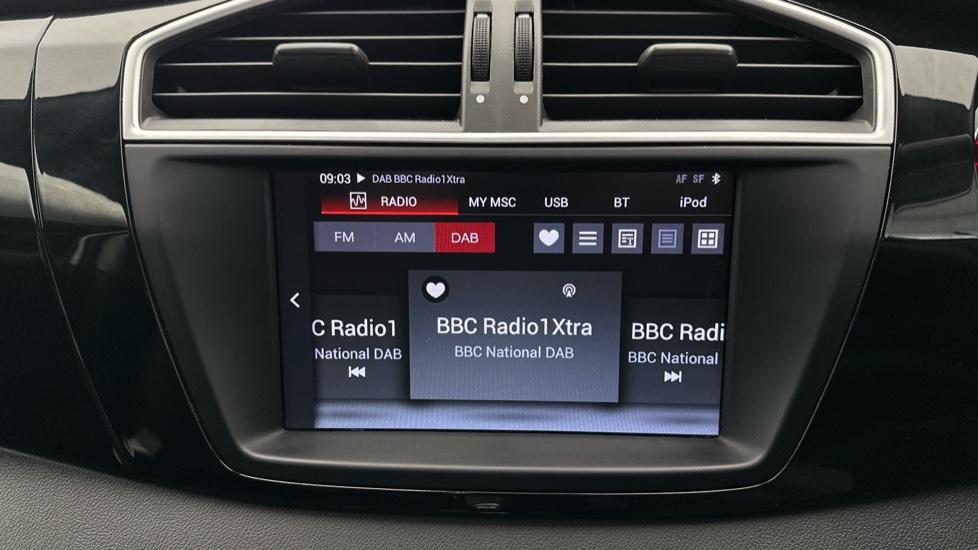 09:03 DAB BBC Radio1Xtra AF SF
RADIO MY MSC USB BT iPod
FM AM DAB
C Radio1 BBC Radio1Xtra BBC Radi
National DAB BBC National DAB BBC National